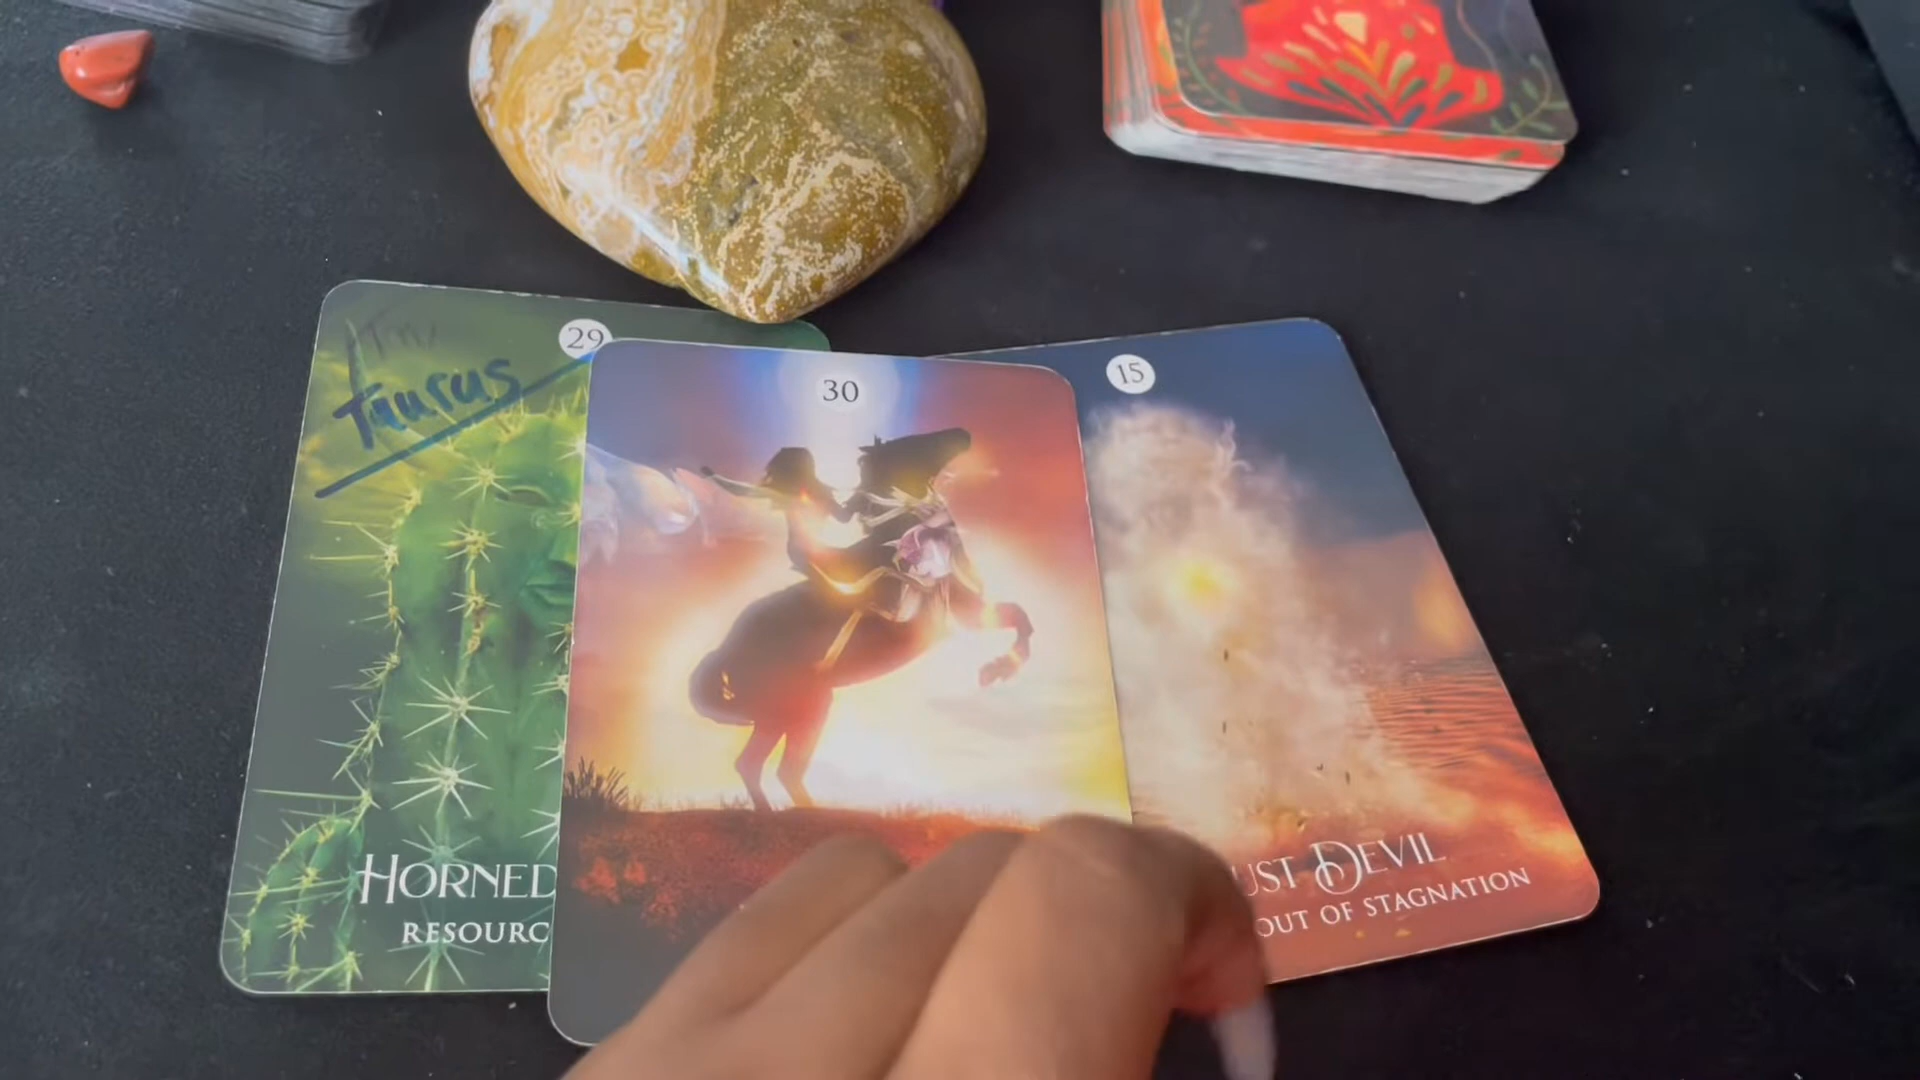 29
Taurus
HORNED
RESOURC
30
15
UST DEVIL
OUT OF STAGNATION